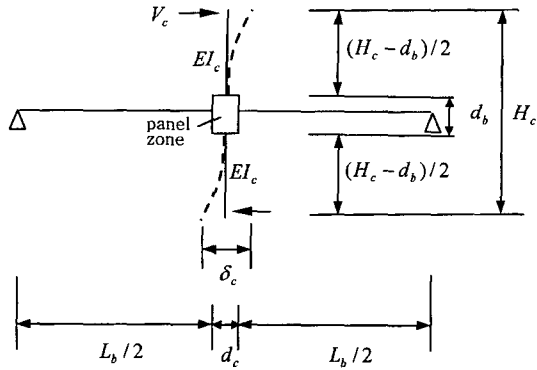 V_c
EI_c
(H_c − d_b)/2
panel
zone
d_b
H_c
EI_c
(H_c − d_b)/2
δ_c
L_b/2
d_c
L_b/2